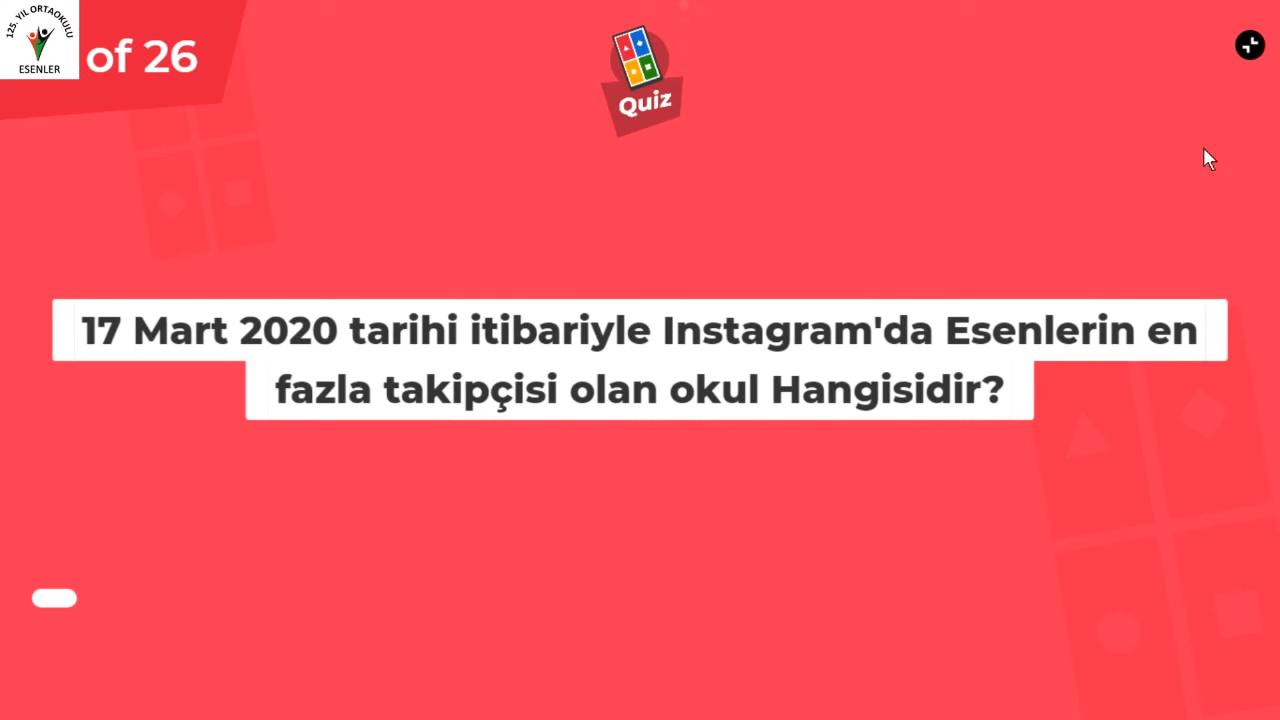 125. YIL ORTAOKULU
ESENLER
of 26
Quiz
17 Mart 2020 tarihi itibariyle Instagram'da Esenlerin en
fazla takipçisi olan okul Hangisidir?